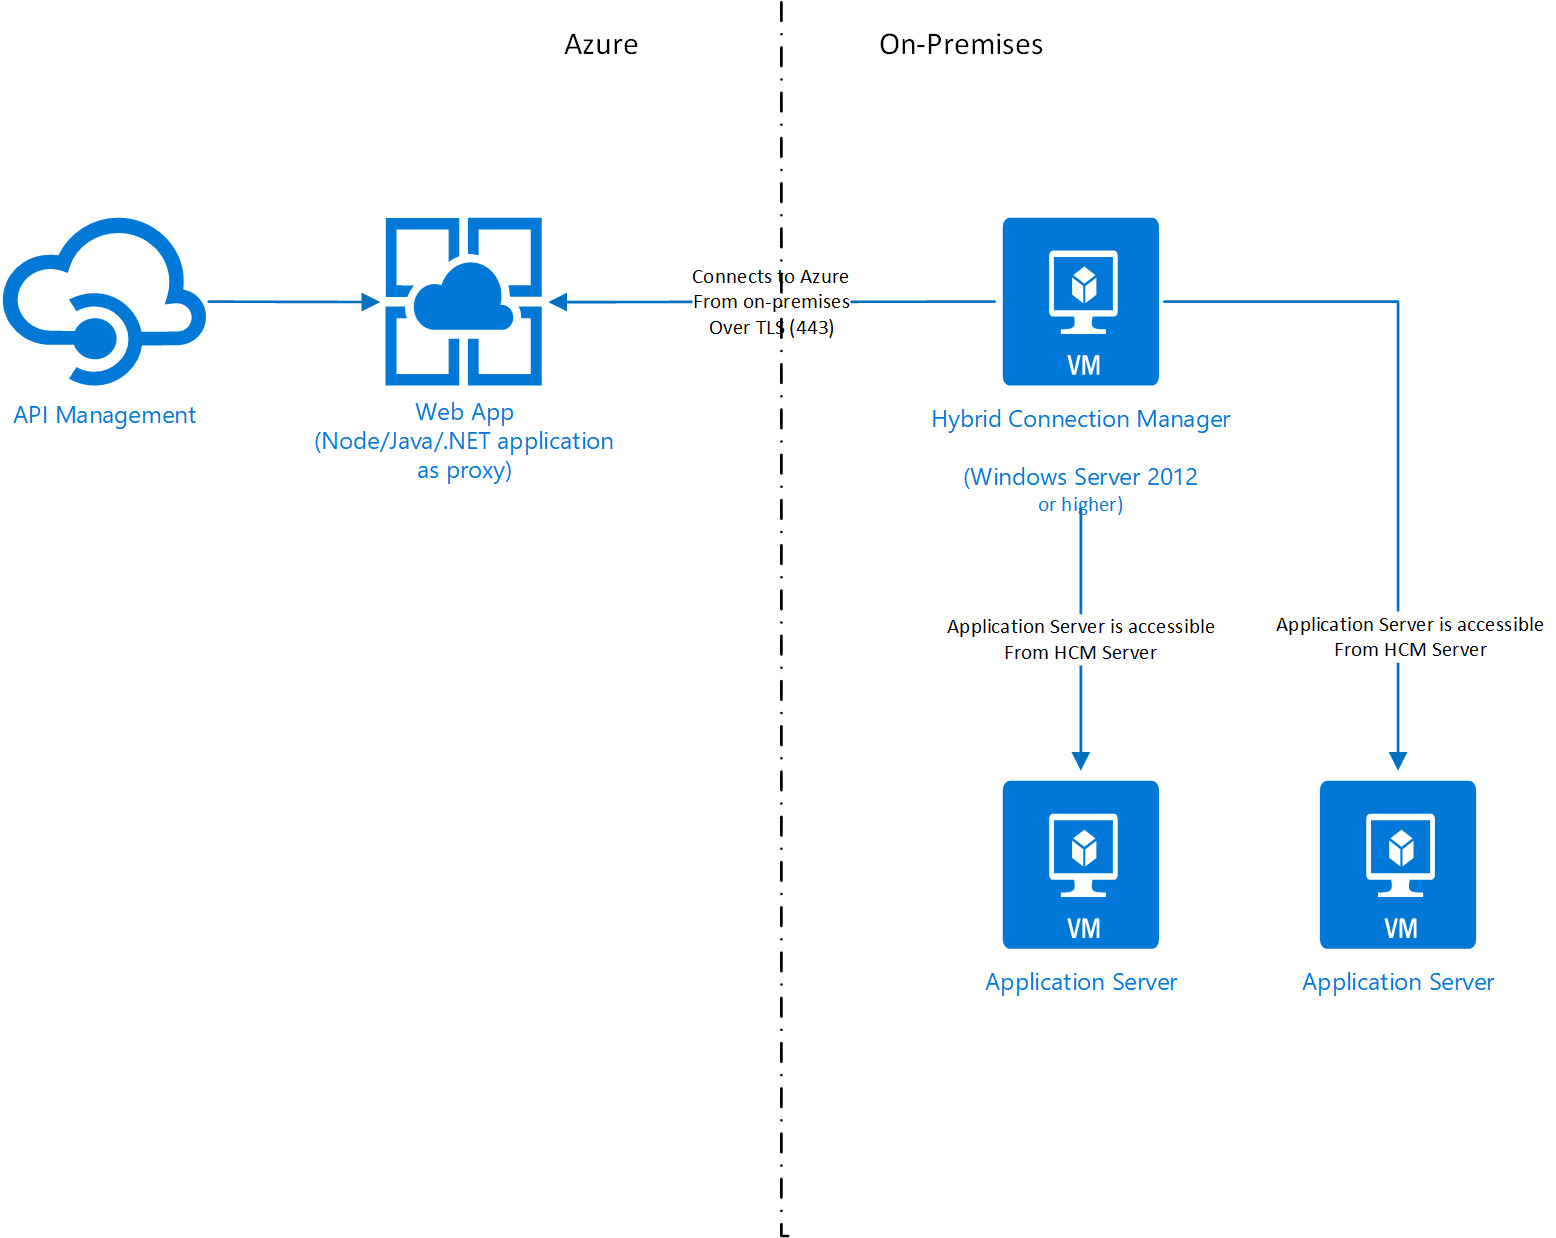 Azure
On-Premises
Connects to Azure
From on-premises
Over TLS (443)
VM
API Management
Web App
(Node/Java/.NET application
as proxy)
Hybrid Connection Manager
(Windows Server 2012
or higher)
Application Server is accessible
From HCM Server
Application Server is accessible
From HCM Server
VM
VM
Application Server
Application Server